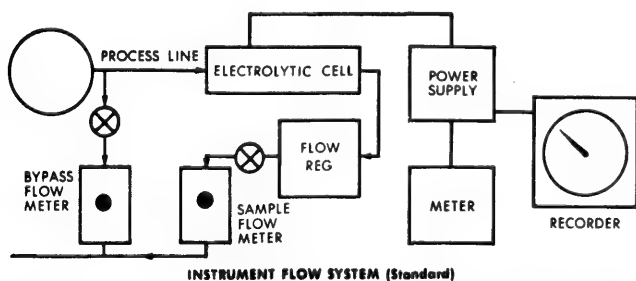 PROCESS LINE
ELECTROLYTIC CELL
POWER
SUPPLY
FLOW
REG
BYPASS
FLOW
METER
SAMPLE
FLOW
METER
METER
RECORDER
INSTRUMENT FLOW SYSTEM (Standard)